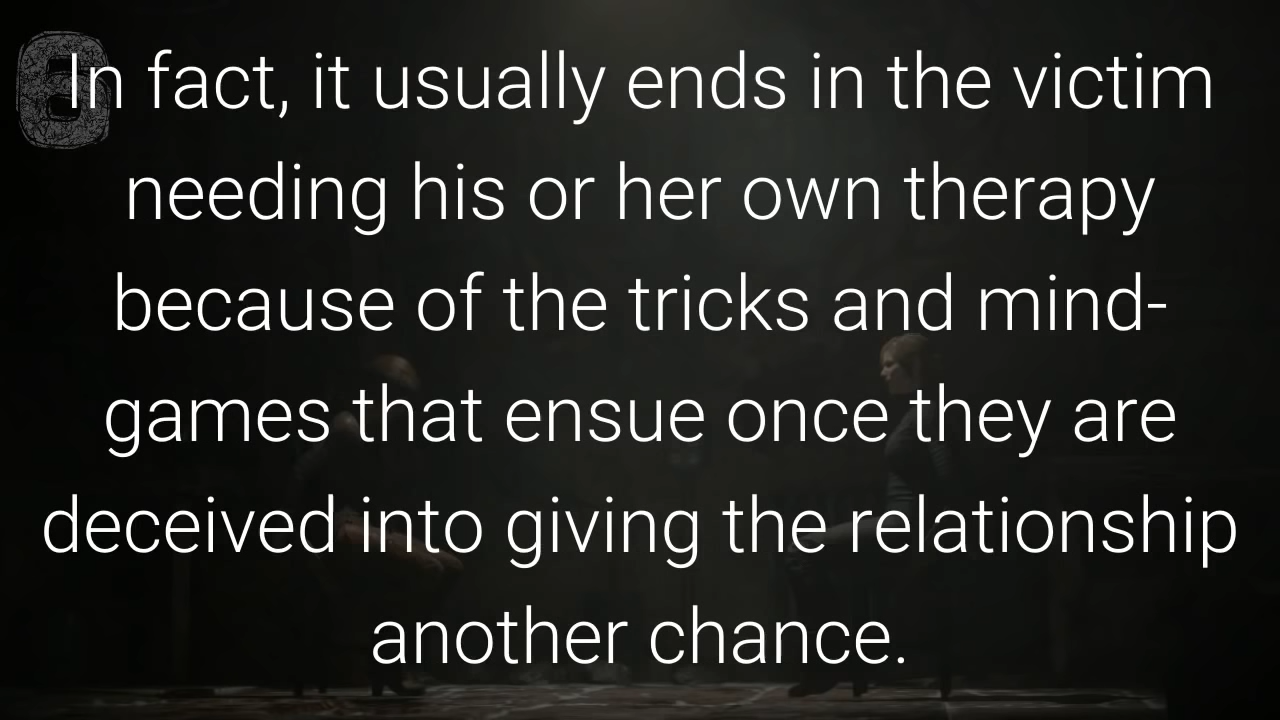 6
In fact, it usually ends in the victim
needing his or her own therapy
because of the tricks and mind-
games that ensue once they are
deceived into giving the relationship
another chance.